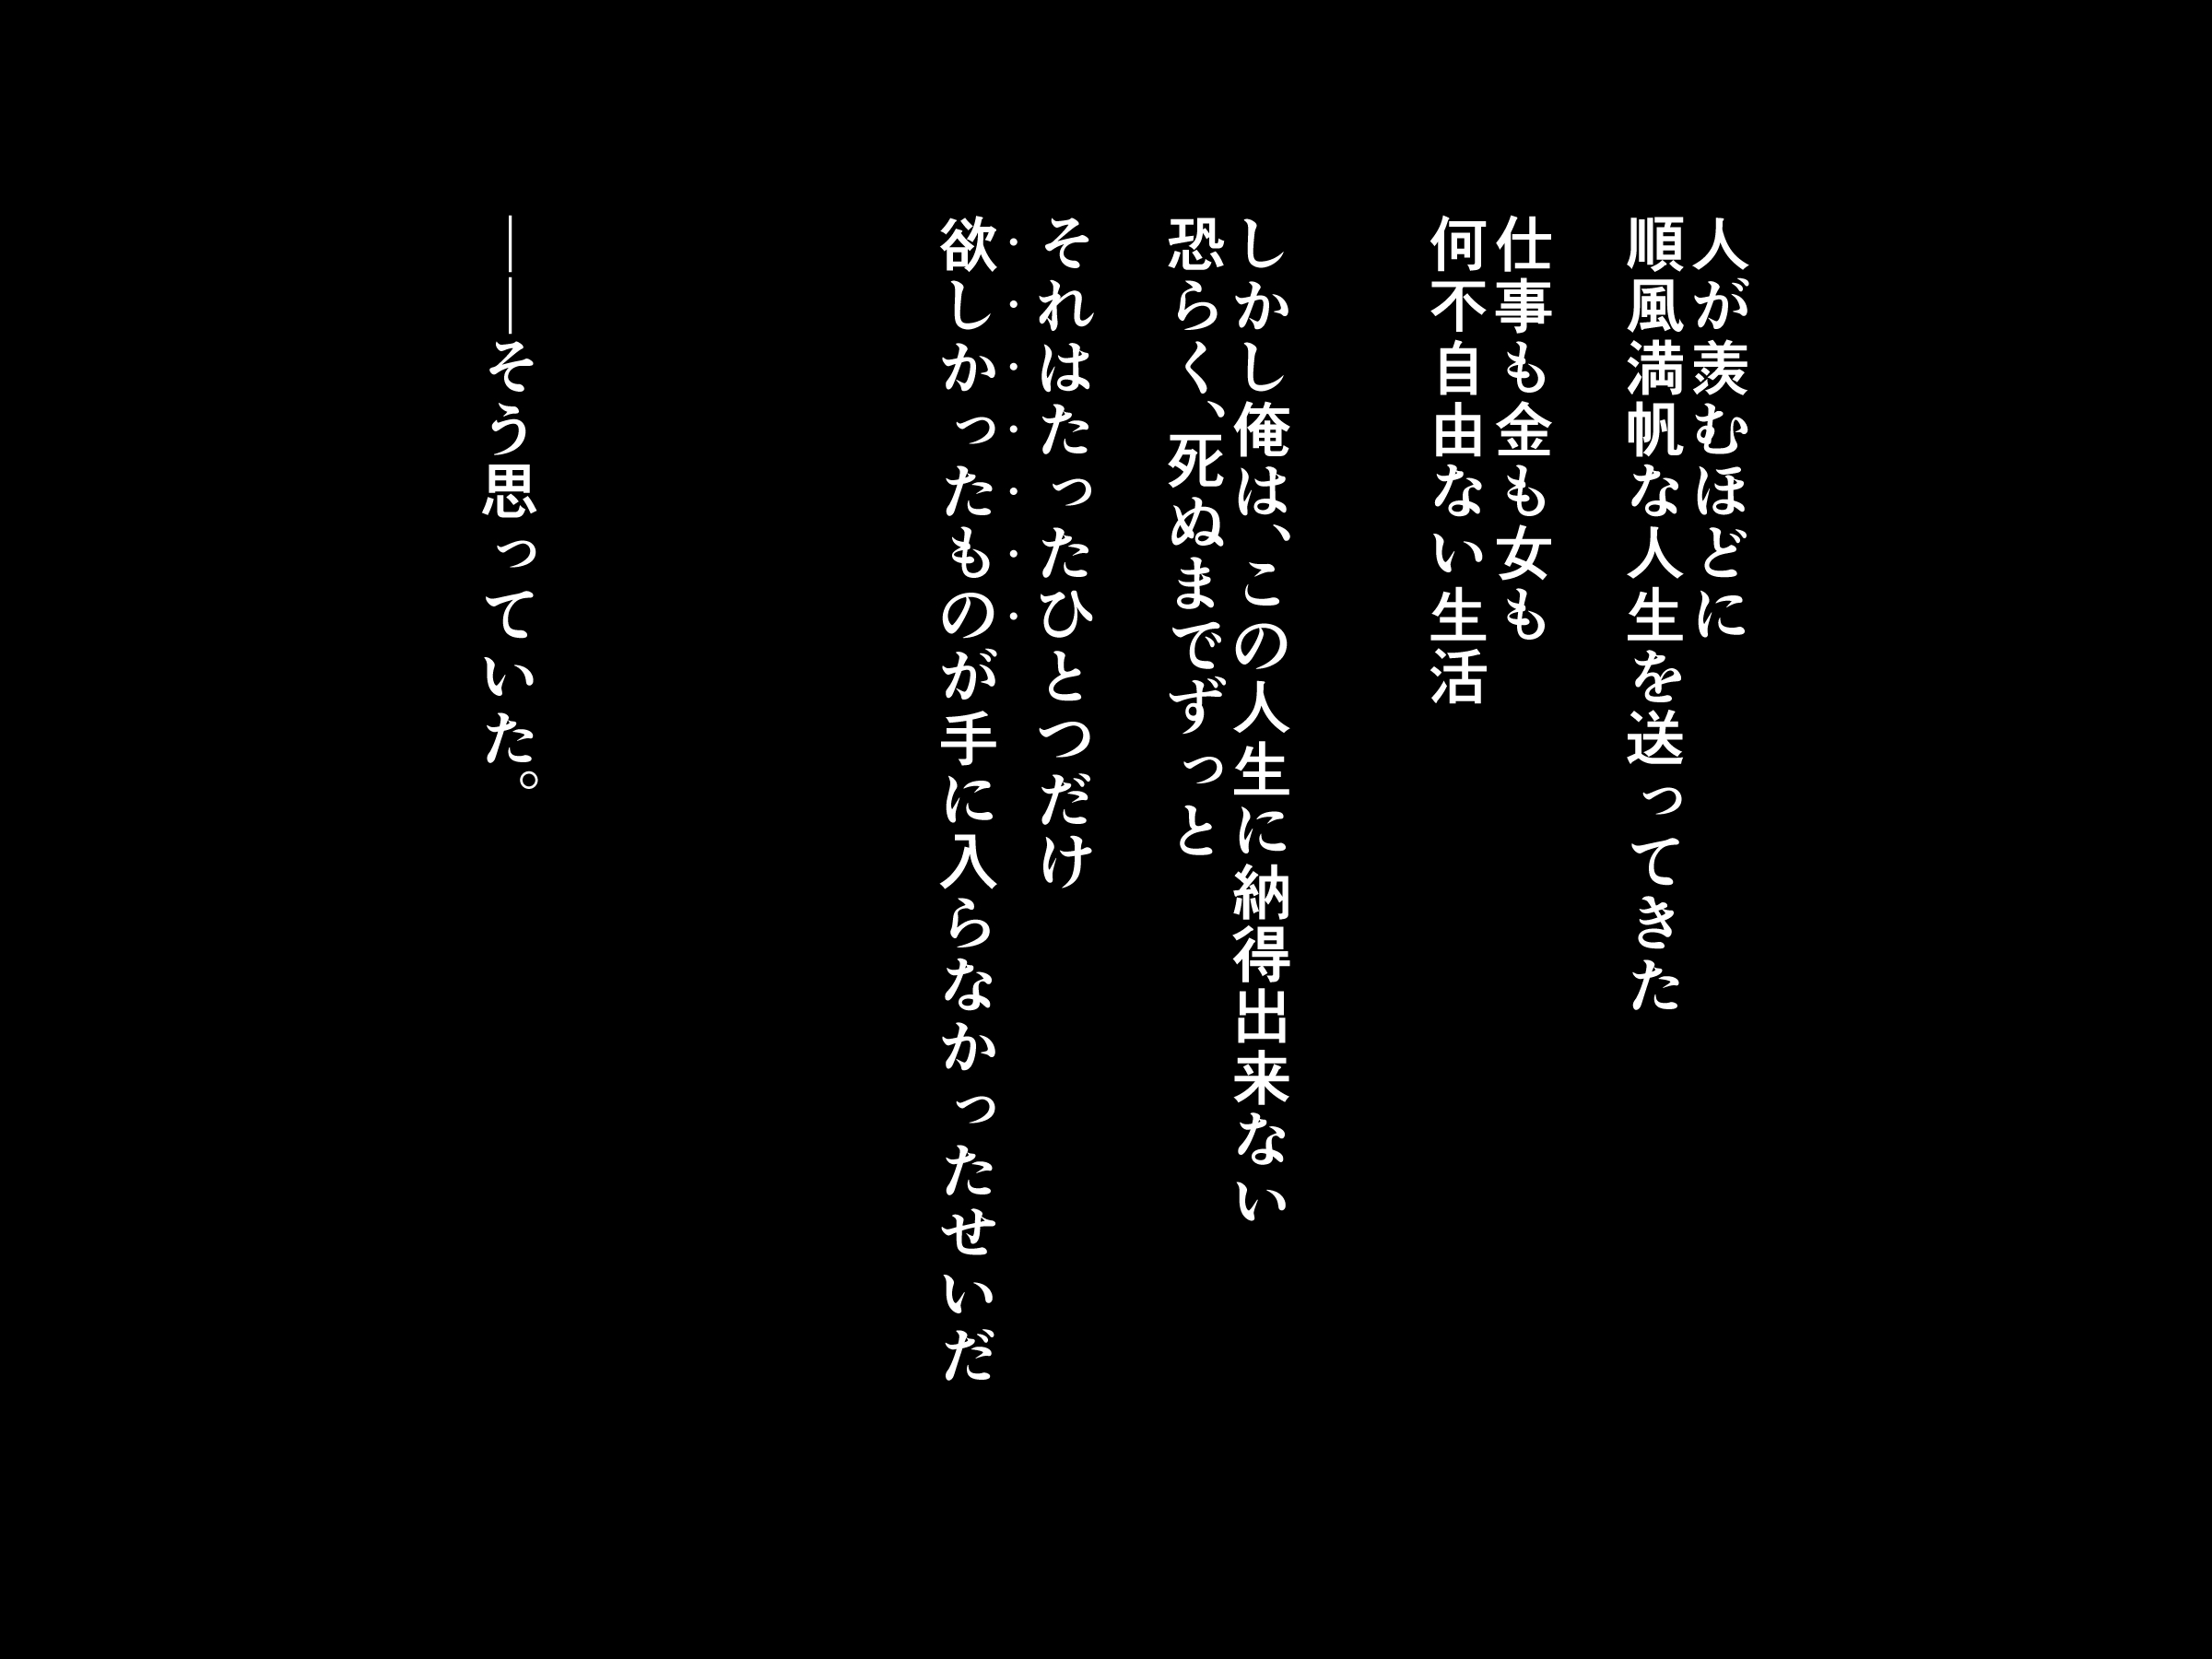 人が羨むほどに
順風満帆な人生を送ってきた
仕事も金も女も
何不自由ない生活
しかし俺は、この人生に納得出来ない
恐らく、死ぬまでずっと
それはたったひとつだけ
欲しかったものが手に入らなかったせいだ
――そう思っていた。